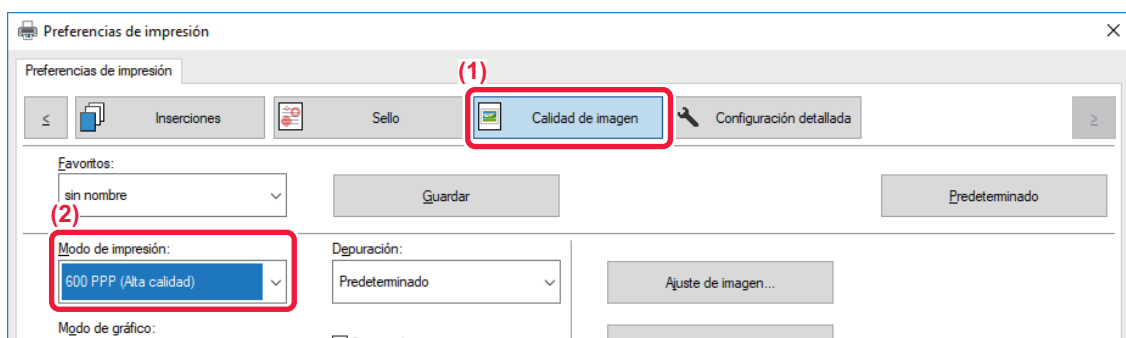 Preferencias de impresión
Preferencias de impresión
(1)
< Inserciones Sello Calidad de imagen Configuración detallada >
Favoritos:
sin nombre Guardar Predeterminado
(2)
Modo de impresión: Depuración:
600 PPP (Alta calidad) Predeterminado Ajuste de imagen...
Modo de gráfico: